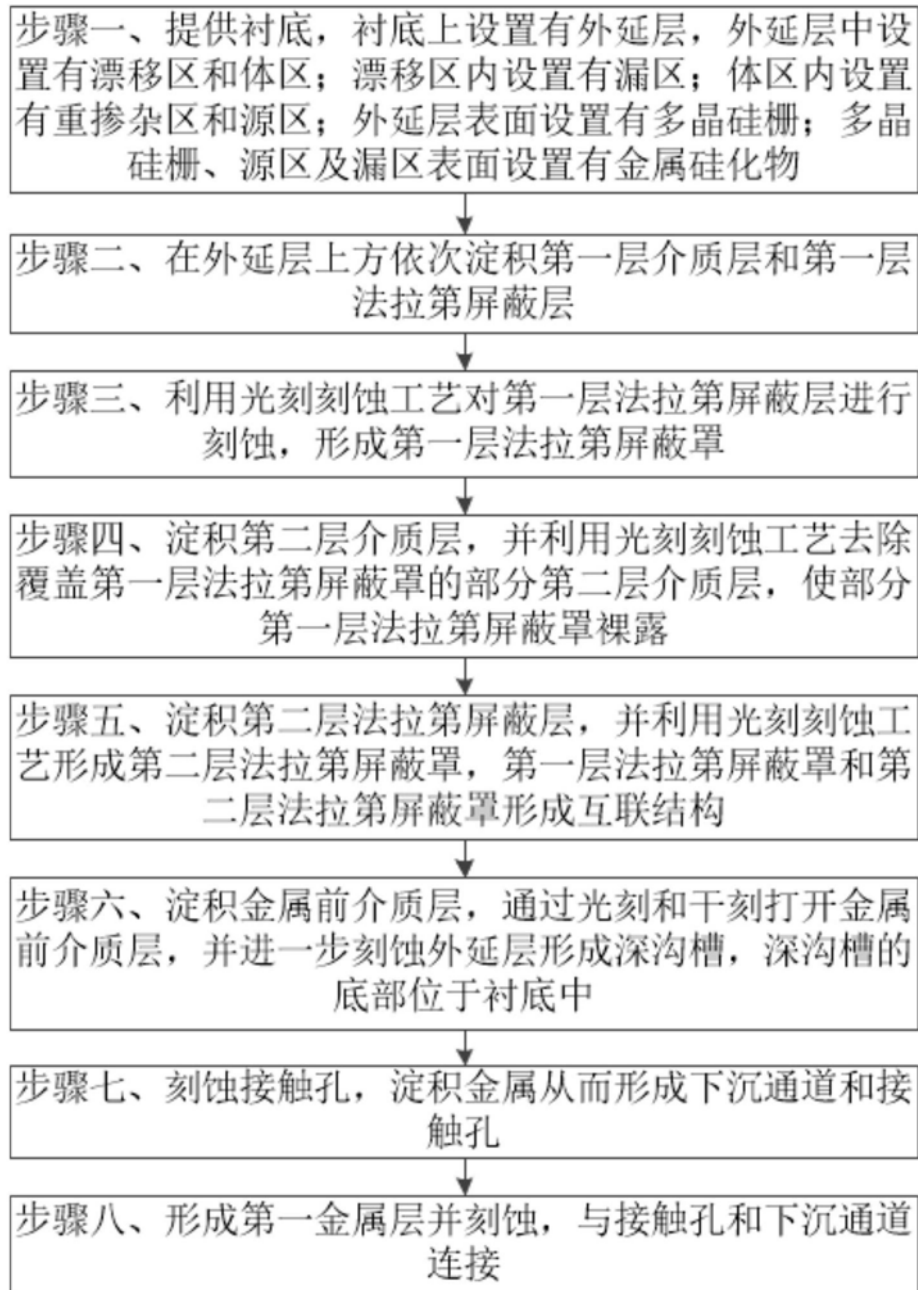 步骤一、提供衬底，衬底上设置有外延层，外延层中设
置有漂移区和体区；漂移区内设置有漏区；体区内设置
有重掺杂区和源区；外延层表面设置有多晶硅栅；多晶
硅栅、源区及漏区表面设置有金属硅化物
步骤二、在外延层上方依次淀积第一层介质层和第一层
法拉第屏蔽层
步骤三、利用光刻刻蚀工艺对第一层法拉第屏蔽层进行
刻蚀，形成第一层法拉第屏蔽罩
步骤四、淀积第二层介质层，并利用光刻刻蚀工艺去除
覆盖第一层法拉第屏蔽罩的部分第二层介质层，使部分
第一层法拉第屏蔽罩裸露
步骤五、淀积第二层法拉第屏蔽层，并利用光刻刻蚀工
艺形成第二层法拉第屏蔽罩，第一层法拉第屏蔽罩和第
二层法拉第屏蔽罩形成互联结构
步骤六、淀积金属前介质层，通过光刻和干刻打开金属
前介质层，并进一步刻蚀外延层形成深沟槽，深沟槽的
底部位于衬底中
步骤七、刻蚀接触孔，淀积金属从而形成下沉通道和接
触孔
步骤八、形成第一金属层并刻蚀，与接触孔和下沉通道
连接